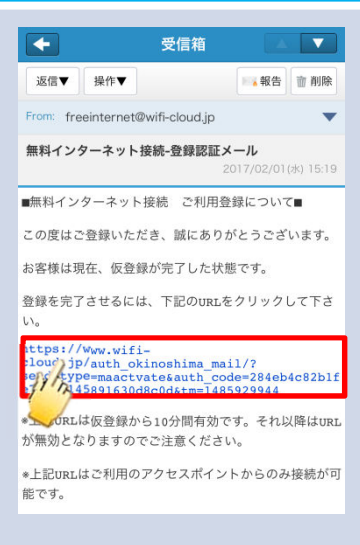 受信箱
返信▼ 操作▼ 報告 削除
From: freeinternet@wifi-cloud.jp
無料インターネット接続-登録認証メール
2017/02/01(水) 15:19
■無料インターネット接続 ご利用登録について■
この度はご登録いただき、誠にありがとうございます。
お客様は現在、仮登録が完了した状態です。
登録を完了させるには、下記のURLをクリックして下さ
い。
https://www.wifi-
cloud.jp/auth_okinoshima_mail/?
type=maactvate&auth_code=284eb4c82b1f
145891630d8c0d&tm=1485929944
URLは仮登録から10分間有効です。それ以降はURL
が無効となりますのでご注意ください。
*上記URLはご利用のアクセスポイントからのみ接続が可
能です。